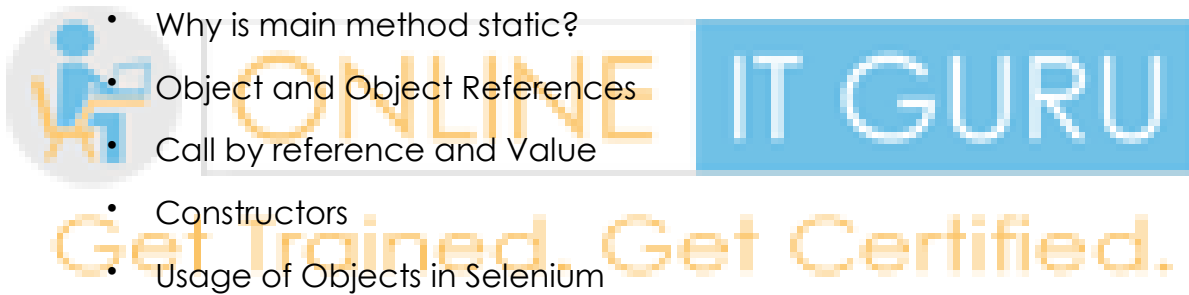 • Why is main method static?
ONLINE IT GURU
• Object and Object References
• Call by reference and Value
• Constructors
Get Trained. Get Certified.
• Usage of Objects in Selenium